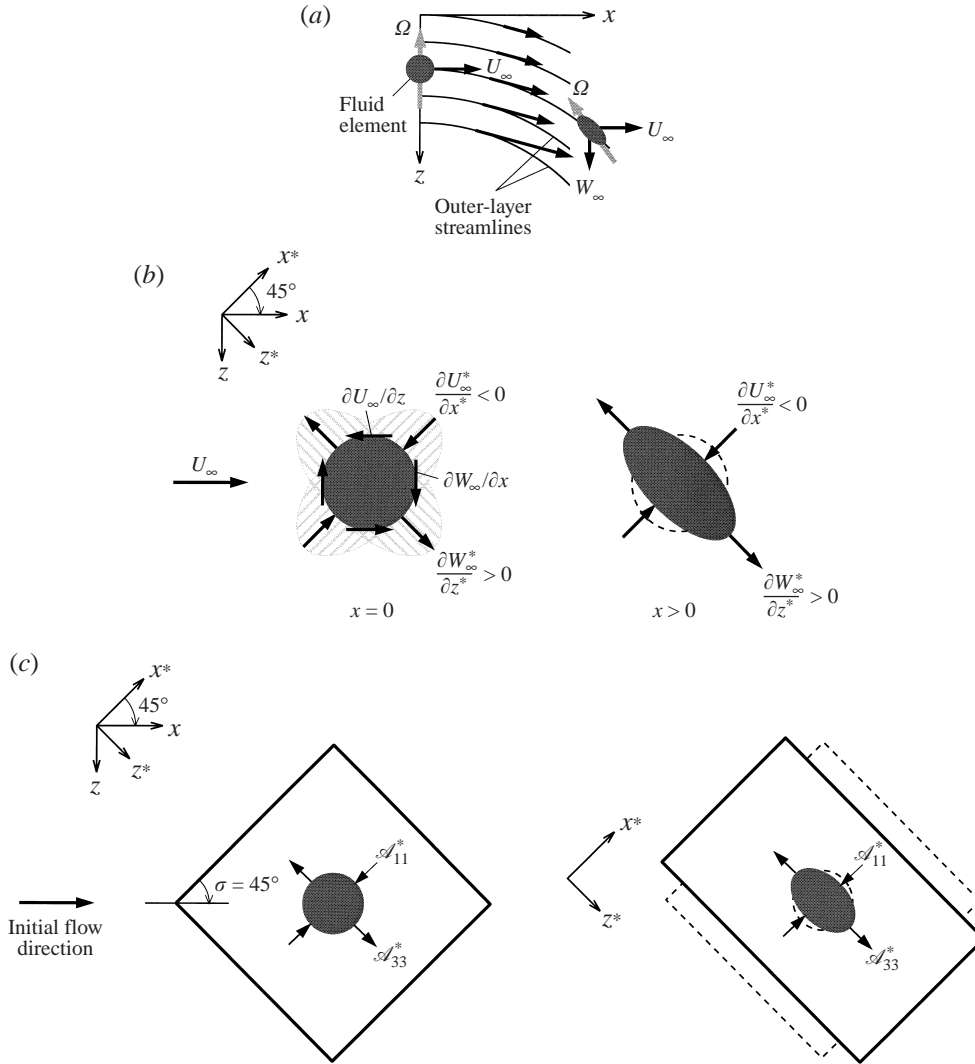 (a)
x
Ω
U∞
Fluid
element
Ω
U∞
z
W∞
Outer-layer
streamlines
(b)
x*
45°
x
z
z*
∂U∞/∂z
∂U*∞/∂x* < 0
U∞
∂W∞/∂x
∂W*∞/∂z* > 0
x = 0
∂U*∞/∂x* < 0
∂W*∞/∂z* > 0
x > 0
(c)
x*
45°
x
z
z*
σ = 45°
𝒜*11
𝒜*33
Initial flow
direction
x*
z*
𝒜*11
𝒜*33